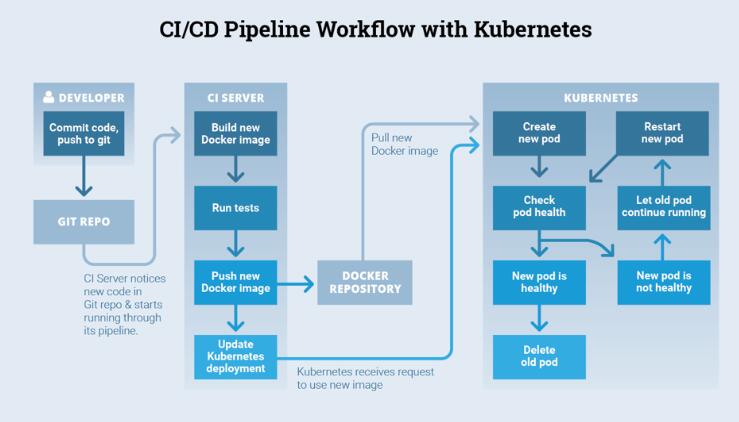 CI/CD Pipeline Workflow with Kubernetes
DEVELOPER
Commit code,
push to git
GIT REPO
CI Server notices
new code in
Git repo & starts
running through
its pipeline.
CI SERVER
Build new
Docker image
Run tests
Push new
Docker image
Update
Kubernetes
deployment
DOCKER
REPOSITORY
Pull new
Docker image
Kubernetes receives request
to use new image
KUBERNETES
Create
new pod
Check
pod health
New pod is
healthy
Delete
old pod
Restart
new pod
Let old pod
continue running
New pod is
not healthy